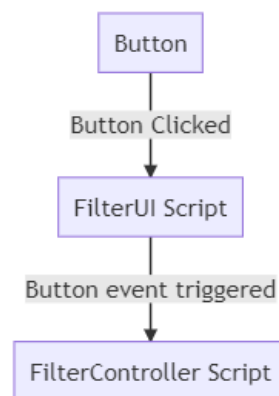 Button
Button Clicked
FilterUI Script
Button event triggered
FilterController Script